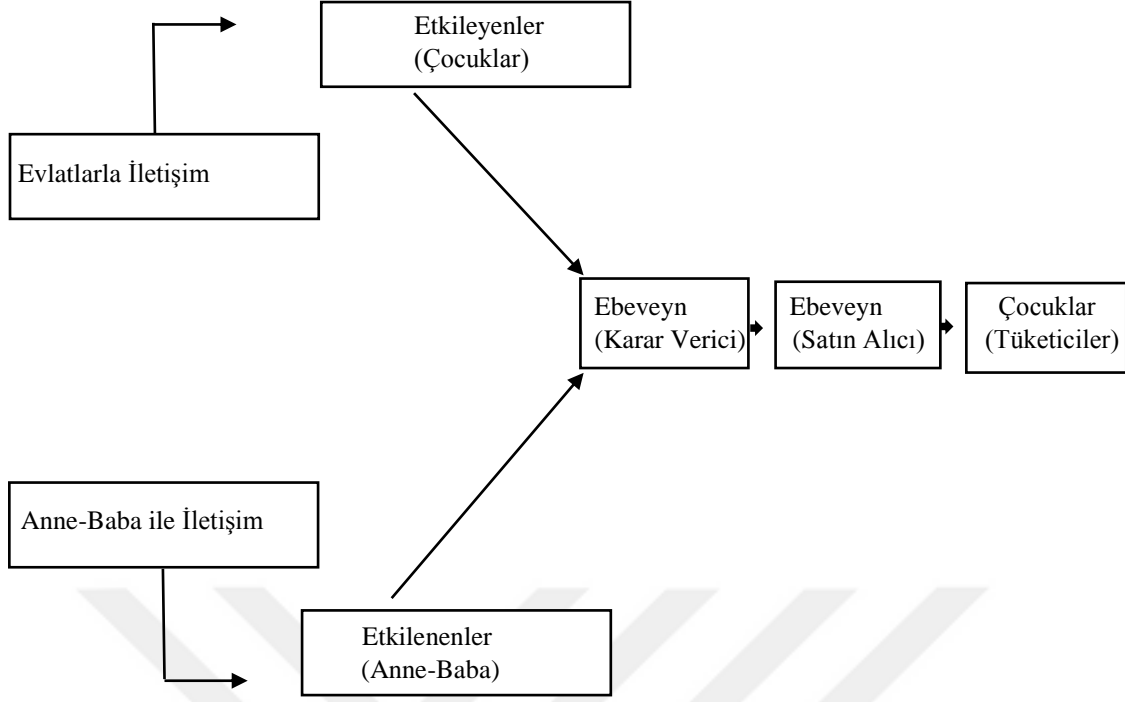 Etkileyenler
(Çocuklar)
Evlatlarla İletişim
Ebeveyn
(Karar Verici)
Ebeveyn
(Satın Alıcı)
Çocuklar
(Tüketiciler)
Anne-Baba ile İletişim
Etkilenenler
(Anne-Baba)